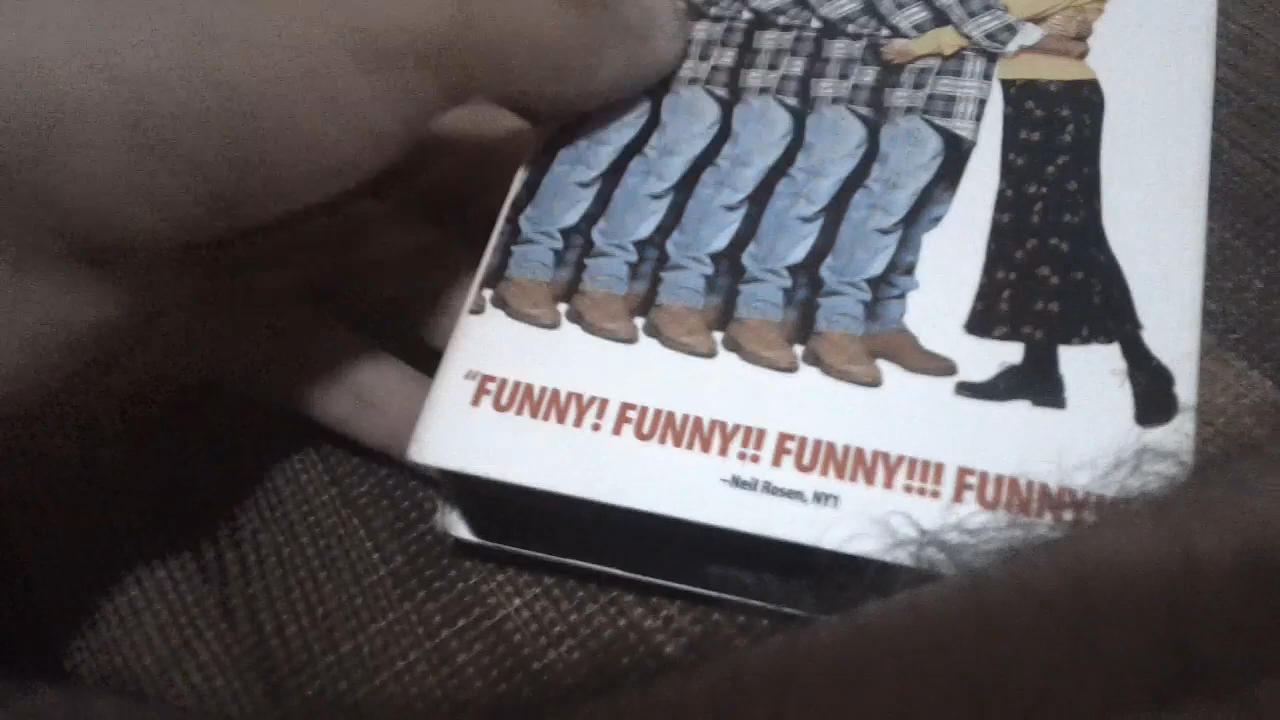 "FUNNY! FUNNY!! FUNNY!!! FUNNY!
–Neil Rosen, NY1